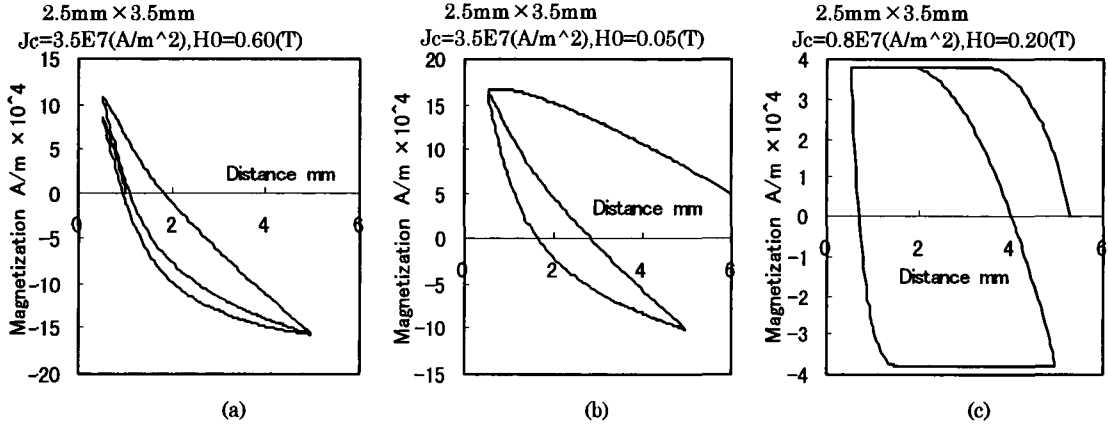 2.5mm×3.5mm
Jc=3.5E7(A/m^2),H0=0.60(T)
Magnetization A/m ×10^4
15
10
5
0
-5
-10
-15
-20
Distance mm
0 2 4 6
(a)
2.5mm×3.5mm
Jc=3.5E7(A/m^2),H0=0.05(T)
Magnetization A/m ×10^4
20
15
10
5
0
-5
-10
-15
Distance mm
0 2 4 6
(b)
2.5mm×3.5mm
Jc=0.8E7(A/m^2),H0=0.20(T)
Magnetization A/m ×10^4
4
3
2
1
0
-1
-2
-3
-4
0 2 4 6
Distance mm
(c)